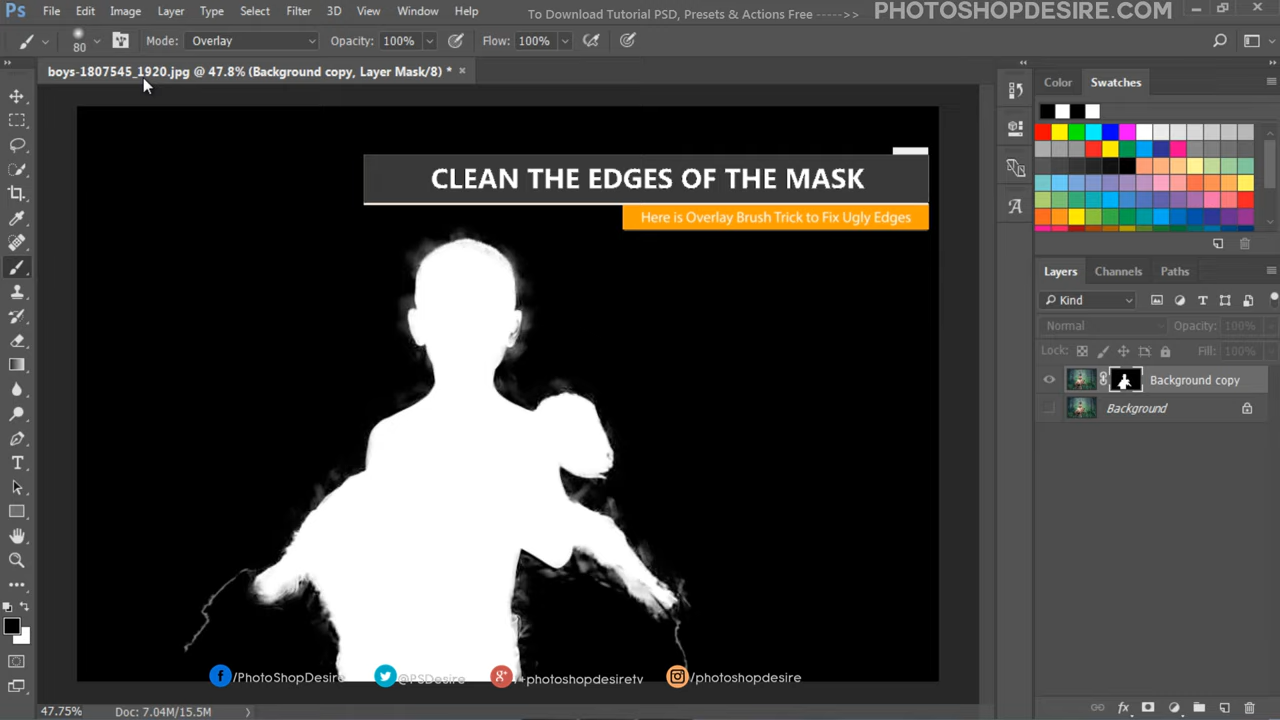 Ps File Edit Image Layer Type Select Filter 3D View Window Help
To Download Tutorial PSD, Presets & Actions Free ----->>
PHOTOSHOPDESIRE.COM
80 Mode: Overlay Opacity: 100% Flow: 100%
boys-1807545_1920.jpg @ 47.8% (Background copy, Layer Mask/8) *
Color Swatches
CLEAN THE EDGES OF THE MASK
Here is Overlay Brush Trick to Fix Ugly Edges
Layers Channels Paths
Kind
Normal Opacity: 100%
Lock: Fill: 100%
Background copy
Background
/PhotoShopDesire @PSDesire /+photoshopdesiretv /photoshopdesire
47.75% Doc: 7.04M/15.5M